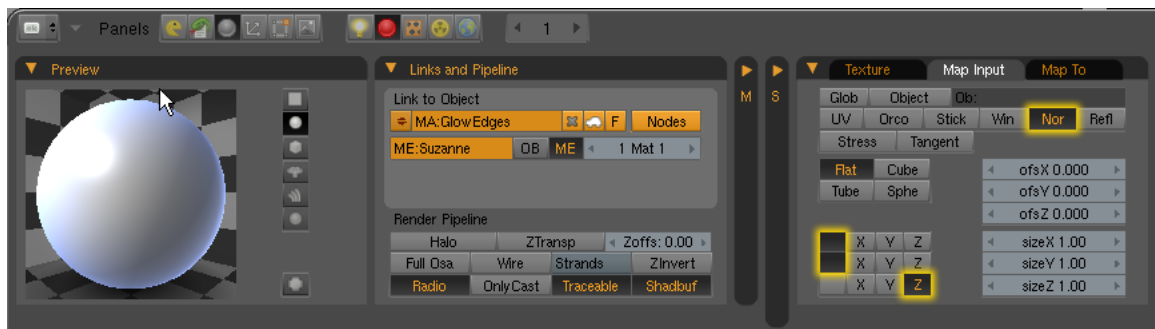 Panels 1
Preview
Links and Pipeline
Link to Object
MA:GlowEdges F Nodes
ME:Suzanne OB ME 1 Mat 1
Render Pipeline
Halo ZTransp Zoffs: 0.00
Full Osa Wire Strands ZInvert
Radio OnlyCast Traceable Shadbuf
M
S
Texture Map Input Map To
Glob Object Ob:
UV Orco Stick Win Nor Refl
Stress Tangent
Flat Cube
Tube Sphe
ofsX 0.000
ofsY 0.000
ofsZ 0.000
X Y Z
X Y Z
X Y Z
sizeX 1.00
sizeY 1.00
sizeZ 1.00